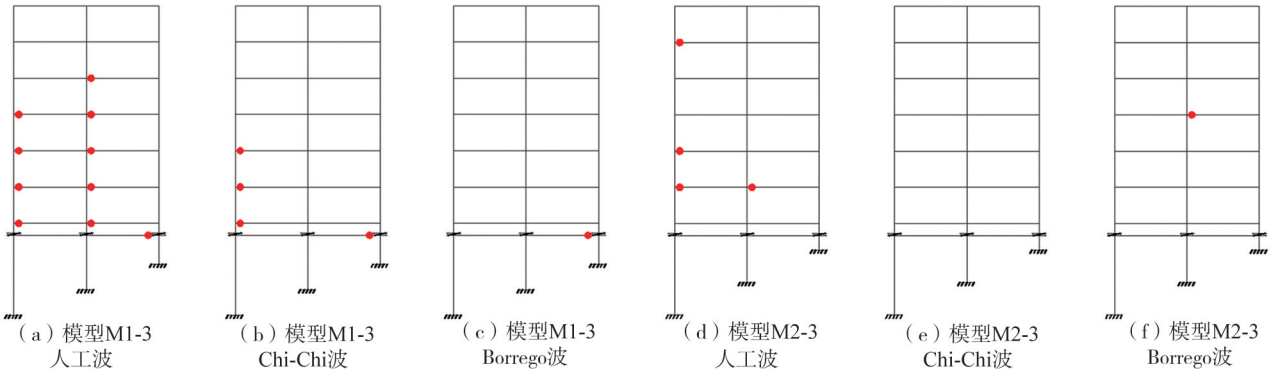 （a）模型M1-3
人工波
（b）模型M1-3
Chi-Chi波
（c）模型M1-3
Borrego波
（d）模型M2-3
人工波
（e）模型M2-3
Chi-Chi波
（f）模型M2-3
Borrego波